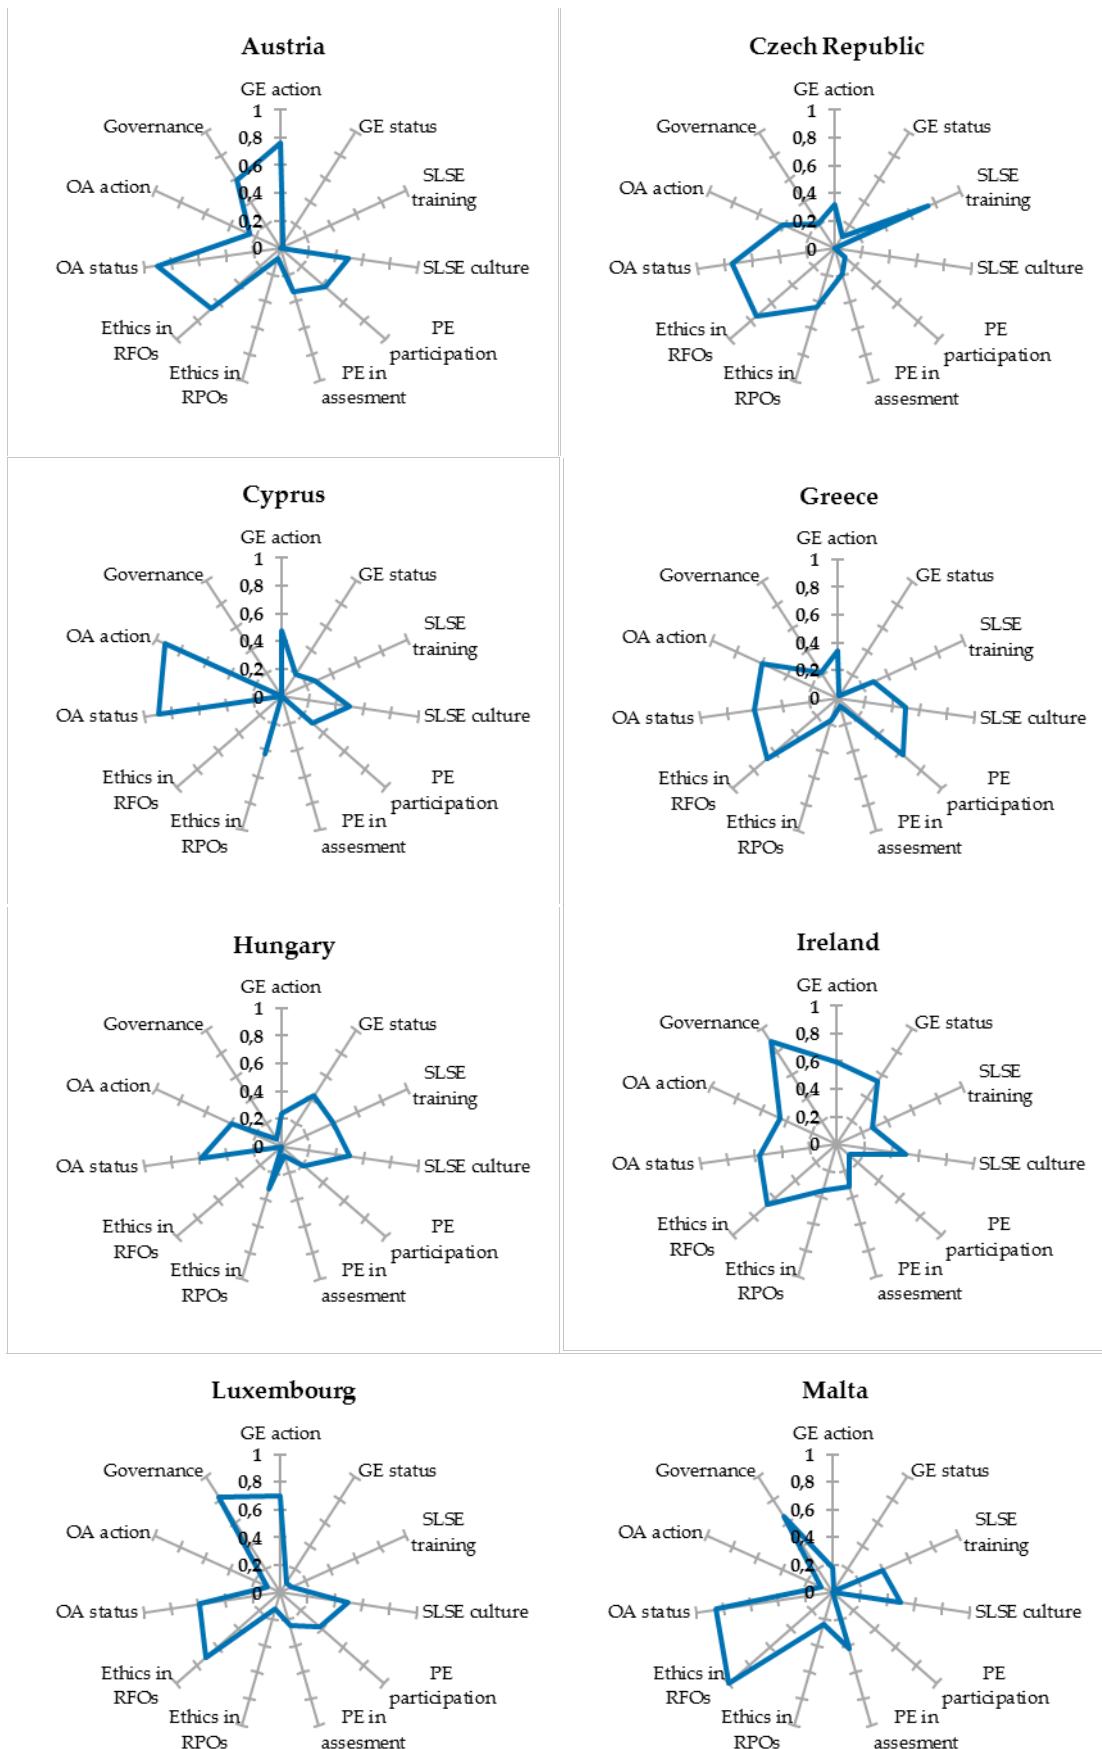 Austria
GE action
1
GE status
Governance
0,8
0,6
SLSE
training
OA action
0,4
0,2
0
SLSE culture
OA status
PE
participation
Ethics in
RFOs
Ethics in
RPOs
PE in
assesment
Czech Republic
GE action
1
GE status
Governance
0,8
0,6
SLSE
training
OA action
0,4
0,2
0
SLSE culture
OA status
PE
participation
Ethics in
RFOs
Ethics in
RPOs
PE in
assesment
Cyprus
GE action
1
GE status
Governance
0,8
0,6
SLSE
training
OA action
0,4
0,2
0
SLSE culture
OA status
PE
participation
Ethics in
RFOs
Ethics in
RPOs
PE in
assesment
Greece
GE action
1
GE status
Governance
0,8
0,6
SLSE
training
OA action
0,4
0,2
0
SLSE culture
OA status
PE
participation
Ethics in
RFOs
Ethics in
RPOs
PE in
assesment
Hungary
GE action
1
GE status
Governance
0,8
0,6
SLSE
training
OA action
0,4
0,2
0
SLSE culture
OA status
PE
participation
Ethics in
RFOs
Ethics in
RPOs
PE in
assesment
Ireland
GE action
1
GE status
Governance
0,8
0,6
SLSE
training
OA action
0,4
0,2
0
SLSE culture
OA status
PE
participation
Ethics in
RFOs
Ethics in
RPOs
PE in
assesment
Luxembourg
GE action
1
GE status
Governance
0,8
0,6
SLSE
training
OA action
0,4
0,2
0
SLSE culture
OA status
PE
participation
Ethics in
RFOs
Ethics in
RPOs
PE in
assesment
Malta
GE action
1
GE status
Governance
0,8
0,6
SLSE
training
OA action
0,4
0,2
0
SLSE culture
OA status
PE
participation
Ethics in
RFOs
Ethics in
RPOs
PE in
assesment